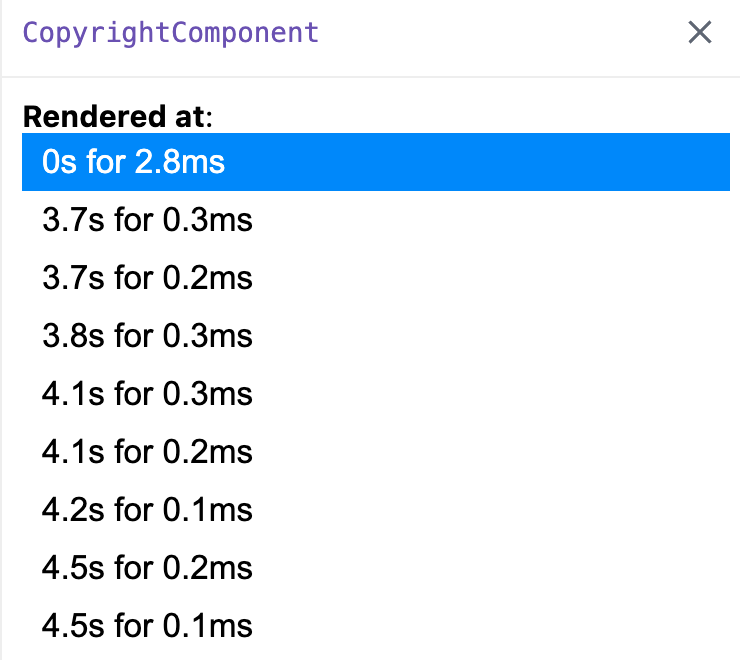 CopyrightComponent
Rendered at:
0s for 2.8ms
3.7s for 0.3ms
3.7s for 0.2ms
3.8s for 0.3ms
4.1s for 0.3ms
4.1s for 0.2ms
4.2s for 0.1ms
4.5s for 0.2ms
4.5s for 0.1ms